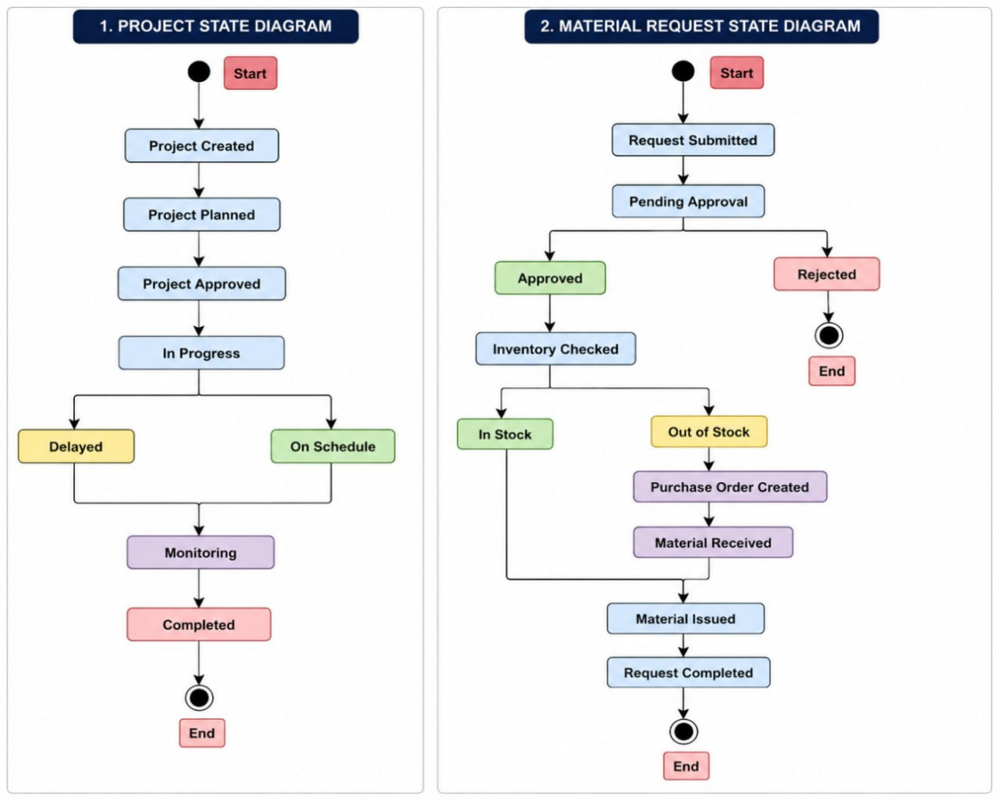 1. PROJECT STATE DIAGRAM
Start
Project Created
Project Planned
Project Approved
In Progress
Delayed
On Schedule
Monitoring
Completed
End
2. MATERIAL REQUEST STATE DIAGRAM
Start
Request Submitted
Pending Approval
Approved
Rejected
Inventory Checked
End
In Stock
Out of Stock
Purchase Order Created
Material Received
Material Issued
Request Completed
End